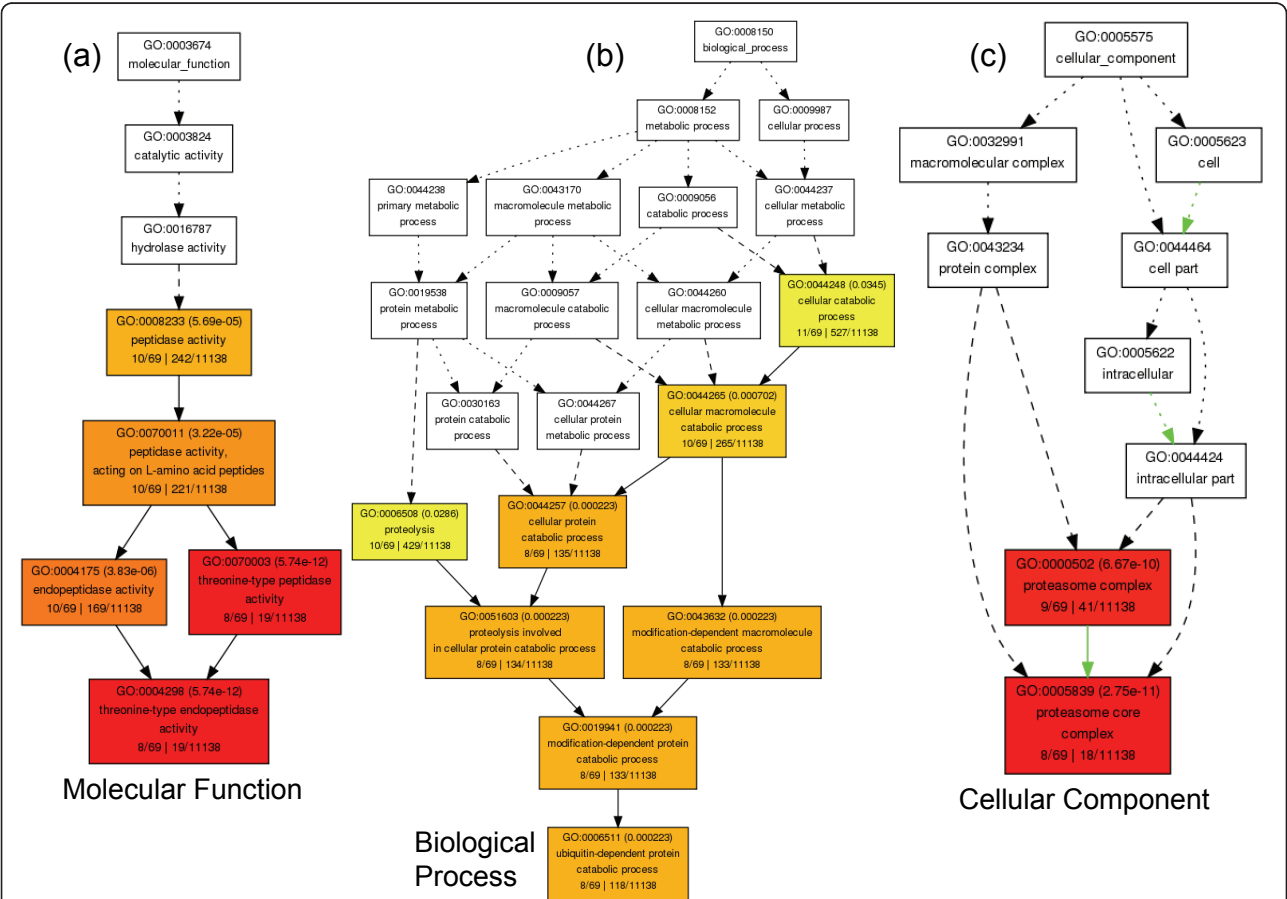 (a)
GO:0003674
molecular_function
GO:0003824
catalytic activity
GO:0016787
hydrolase activity
GO:0008233 (5.69e-05)
peptidase activity
10/69 | 242/11138
GO:0070011 (3.22e-05)
peptidase activity,
acting on L-amino acid peptides
10/69 | 221/11138
GO:0004175 (3.83e-06)
endopeptidase activity
10/69 | 169/11138
GO:0070003 (5.74e-12)
threonine-type peptidase
activity
8/69 | 19/11138
GO:0004298 (5.74e-12)
threonine-type endopeptidase
activity
8/69 | 19/11138
Molecular Function
(b)
GO:0008150
biological_process
GO:0008152
metabolic process
GO:0009987
cellular process
GO:0044238
primary metabolic
process
GO:0043170
macromolecule metabolic
process
GO:0009056
catabolic process
GO:0044237
cellular metabolic
process
GO:0019538
protein metabolic
process
GO:0009057
macromolecule catabolic
process
GO:0044260
cellular macromolecule
metabolic process
GO:0044248 (0.0345)
cellular catabolic
process
11/69 | 527/11138
GO:0030163
protein catabolic
process
GO:0044267
cellular protein
metabolic process
GO:0044265 (0.000702)
cellular macromolecule
catabolic process
10/69 | 265/11138
GO:0006508 (0.0286)
proteolysis
10/69 | 429/11138
GO:0044257 (0.000223)
cellular protein
catabolic process
8/69 | 135/11138
GO:0051603 (0.000223)
proteolysis involved
in cellular protein catabolic process
8/69 | 134/11138
GO:0043632 (0.000223)
modification-dependent macromolecule
catabolic process
8/69 | 133/11138
GO:0019941 (0.000223)
modification-dependent protein
catabolic process
8/69 | 133/11138
GO:0006511 (0.000223)
ubiquitin-dependent protein
catabolic process
8/69 | 118/11138
Biological
Process
(c)
GO:0005575
cellular_component
GO:0032991
macromolecular complex
GO:0005623
cell
GO:0043234
protein complex
GO:0044464
cell part
GO:0005622
intracellular
GO:0044424
intracellular part
GO:0000502 (6.67e-10)
proteasome complex
9/69 | 41/11138
GO:0005839 (2.75e-11)
proteasome core
complex
8/69 | 18/11138
Cellular Component